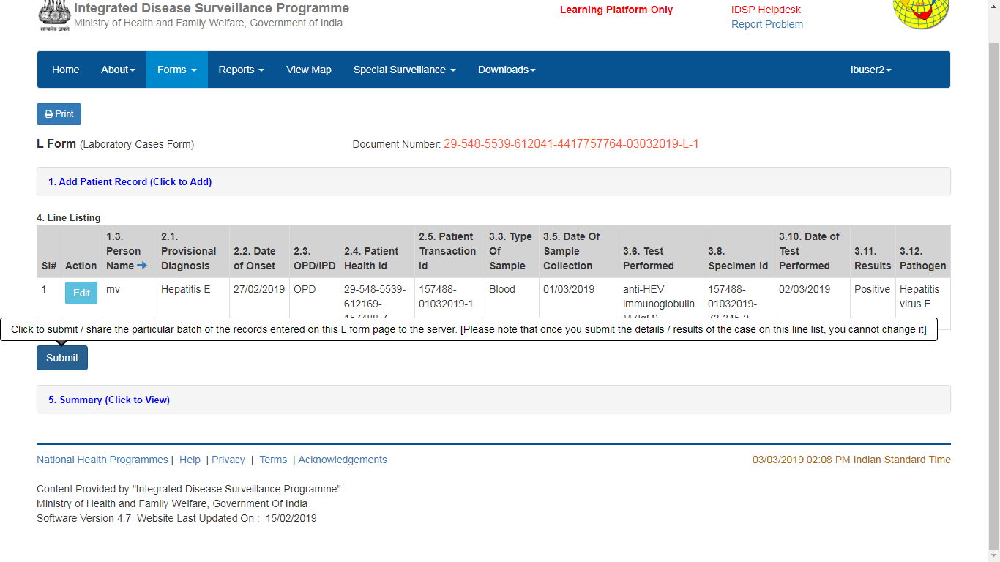 Integrated Disease Surveillance Programme
Ministry of Health and Family Welfare, Government of India
सत्यमेव जयते
Learning Platform Only
IDSP Helpdesk
Report Problem
Home About Forms Reports View Map Special Surveillance Downloads lbuser2
Print
L Form (Laboratory Cases Form)
Document Number: 29-548-5539-612041-4417757764-03032019-L-1
1. Add Patient Record (Click to Add)
4. Line Listing
Sl#
Action
1.3.
Person
Name
2.1.
Provisional
Diagnosis
2.2. Date
of Onset
2.3.
OPD/IPD
2.4. Patient
Health Id
2.5. Patient
Transaction
Id
3.3. Type
Of
Sample
3.5. Date Of
Sample
Collection
3.6. Test
Performed
3.8.
Specimen Id
3.10. Date of
Test
Performed
3.11.
Results
3.12.
Pathogen
1
Edit
mv
Hepatitis E
27/02/2019
OPD
29-548-5539-
612169-
157488-
01032019-1
Blood
01/03/2019
anti-HEV
immunoglobulin
157488-
01032019-
02/03/2019
Positive
Hepatitis
virus E
Click to submit / share the particular batch of the records entered on this L form page to the server. [Please note that once you submit the details / results of the case on this line list, you cannot change it]
Submit
5. Summary (Click to View)
National Health Programmes | Help | Privacy | Terms | Acknowledgements
03/03/2019 02:08 PM Indian Standard Time
Content Provided by "Integrated Disease Surveillance Programme"
Ministry of Health and Family Welfare, Government Of India
Software Version 4.7 Website Last Updated On : 15/02/2019